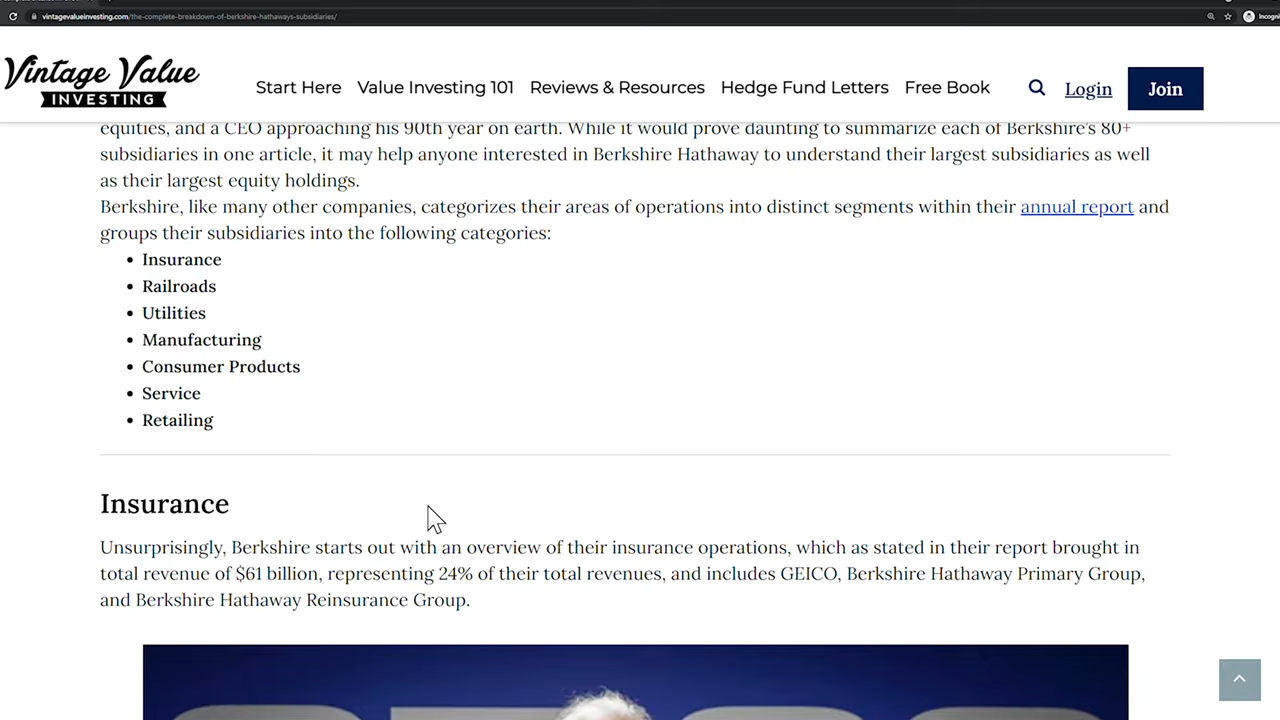 vintagevalueinvesting.com/the-complete-breakdown-of-berkshire-hathaways-subsidiaries/
Incogni
Vintage Value
INVESTING
Start Here
Value Investing 101
Reviews & Resources
Hedge Fund Letters
Free Book
Login
Join
equities, and a CEO approaching his 90th year on earth. While it would prove daunting to summarize each of Berkshire’s 80+
subsidiaries in one article, it may help anyone interested in Berkshire Hathaway to understand their largest subsidiaries as well
as their largest equity holdings.
Berkshire, like many other companies, categorizes their areas of operations into distinct segments within their annual report and
groups their subsidiaries into the following categories:
• Insurance
• Railroads
• Utilities
• Manufacturing
• Consumer Products
• Service
• Retailing
Insurance
Unsurprisingly, Berkshire starts out with an overview of their insurance operations, which as stated in their report brought in
total revenue of $61 billion, representing 24% of their total revenues, and includes GEICO, Berkshire Hathaway Primary Group,
and Berkshire Hathaway Reinsurance Group.